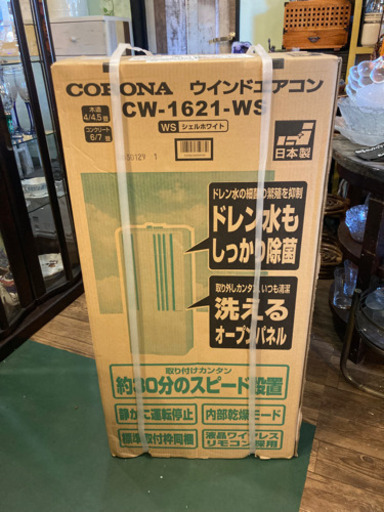 CORONA ウインドエアコン
木造
4/4.5畳
コンクリート
6/7畳
CW-1621-WS
WS シェルホワイト
日本製
ドレン水の細菌の繁殖を抑制
ドレン水も
しっかり除菌
取り外しカンタン、いつも清潔
洗える
オープンパネル
取り付けカンタン
約30分のスピード設置
静かに運転停止
内部乾燥モード
標準取付枠同梱
液晶ワイヤレス
リモコン採用